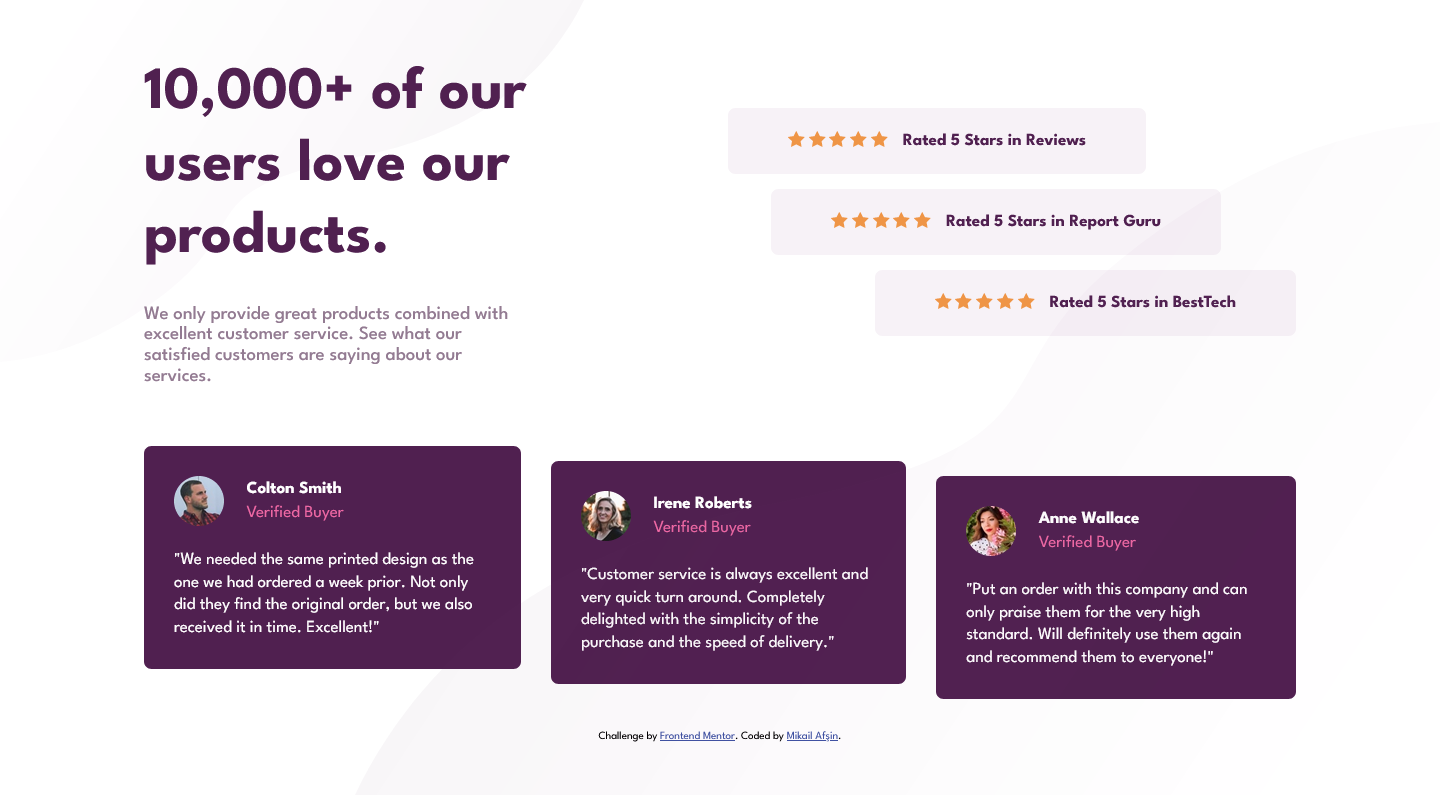 10,000+ of our
users love our
products.
We only provide great products combined with
excellent customer service. See what our
satisfied customers are saying about our
services.
Rated 5 Stars in Reviews
Rated 5 Stars in Report Guru
Rated 5 Stars in BestTech
Colton Smith
Verified Buyer
"We needed the same printed design as the
one we had ordered a week prior. Not only
did they find the original order, but we also
received it in time. Excellent!"
Irene Roberts
Verified Buyer
"Customer service is always excellent and
very quick turn around. Completely
delighted with the simplicity of the
purchase and the speed of delivery."
Anne Wallace
Verified Buyer
"Put an order with this company and can
only praise them for the very high
standard. Will definitely use them again
and recommend them to everyone!"
Challenge by Frontend Mentor. Coded by Mikail Afşin.